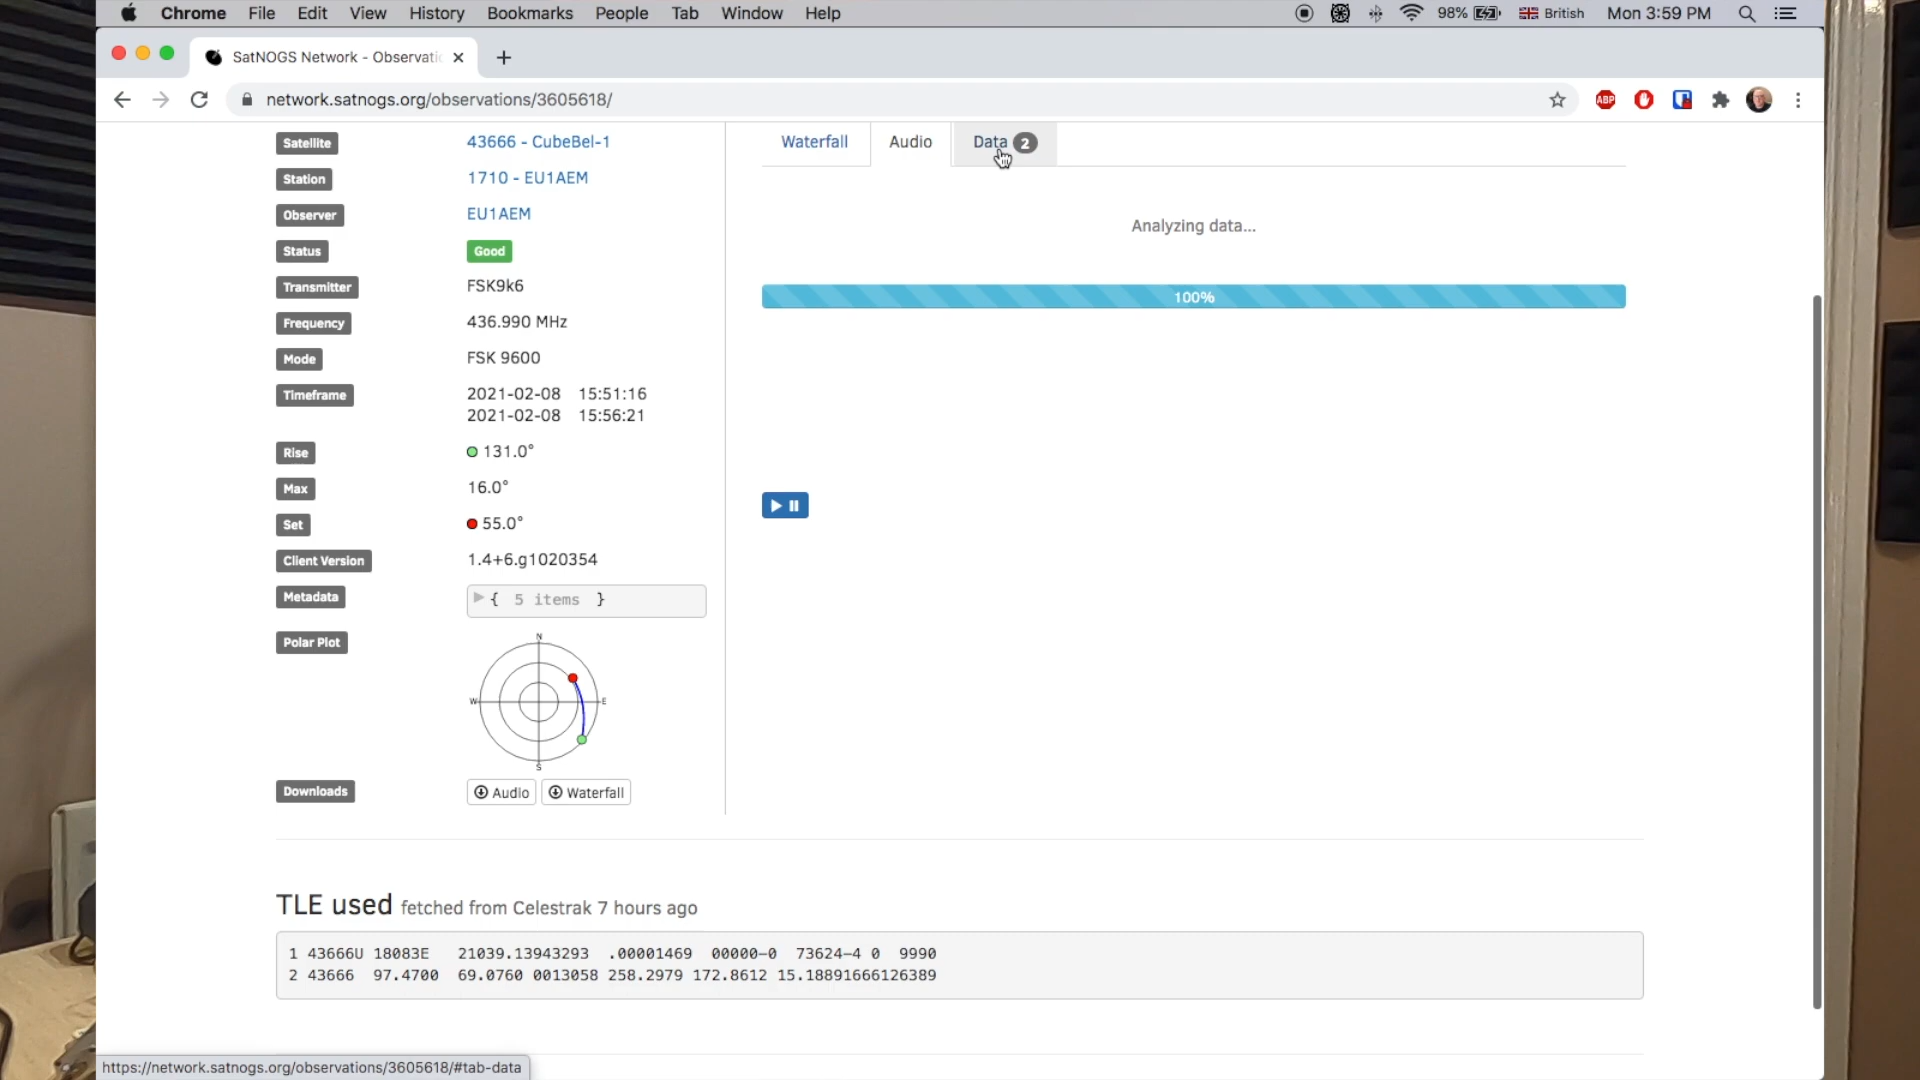 Chrome File Edit View History Bookmarks People Tab Window Help 98% British Mon 3:59 PM
SatNOGS Network - Observatic
network.satnogs.org/observations/3605618/ ABP
Satellite 43666 - CubeBel-1
Station 1710 - EU1AEM
Observer EU1AEM
Status Good
Transmitter FSK9k6
Frequency 436.990 MHz
Mode FSK 9600
Timeframe 2021-02-08 15:51:16
2021-02-08 15:56:21
Rise 131.0°
Max 16.0°
Set 55.0°
Client Version 1.4+6.g1020354
Metadata { 5 items }
Polar Plot
N
W E
S
Downloads Audio Waterfall
Waterfall Audio Data 2
Analyzing data...
100%
TLE used fetched from Celestrak 7 hours ago
1 43666U 18083E 21039.13943293 .00001469 00000-0 73624-4 0 9990
2 43666 97.4700 69.0760 0013058 258.2979 172.8612 15.18891666126389
https://network.satnogs.org/observations/3605618/#tab-data